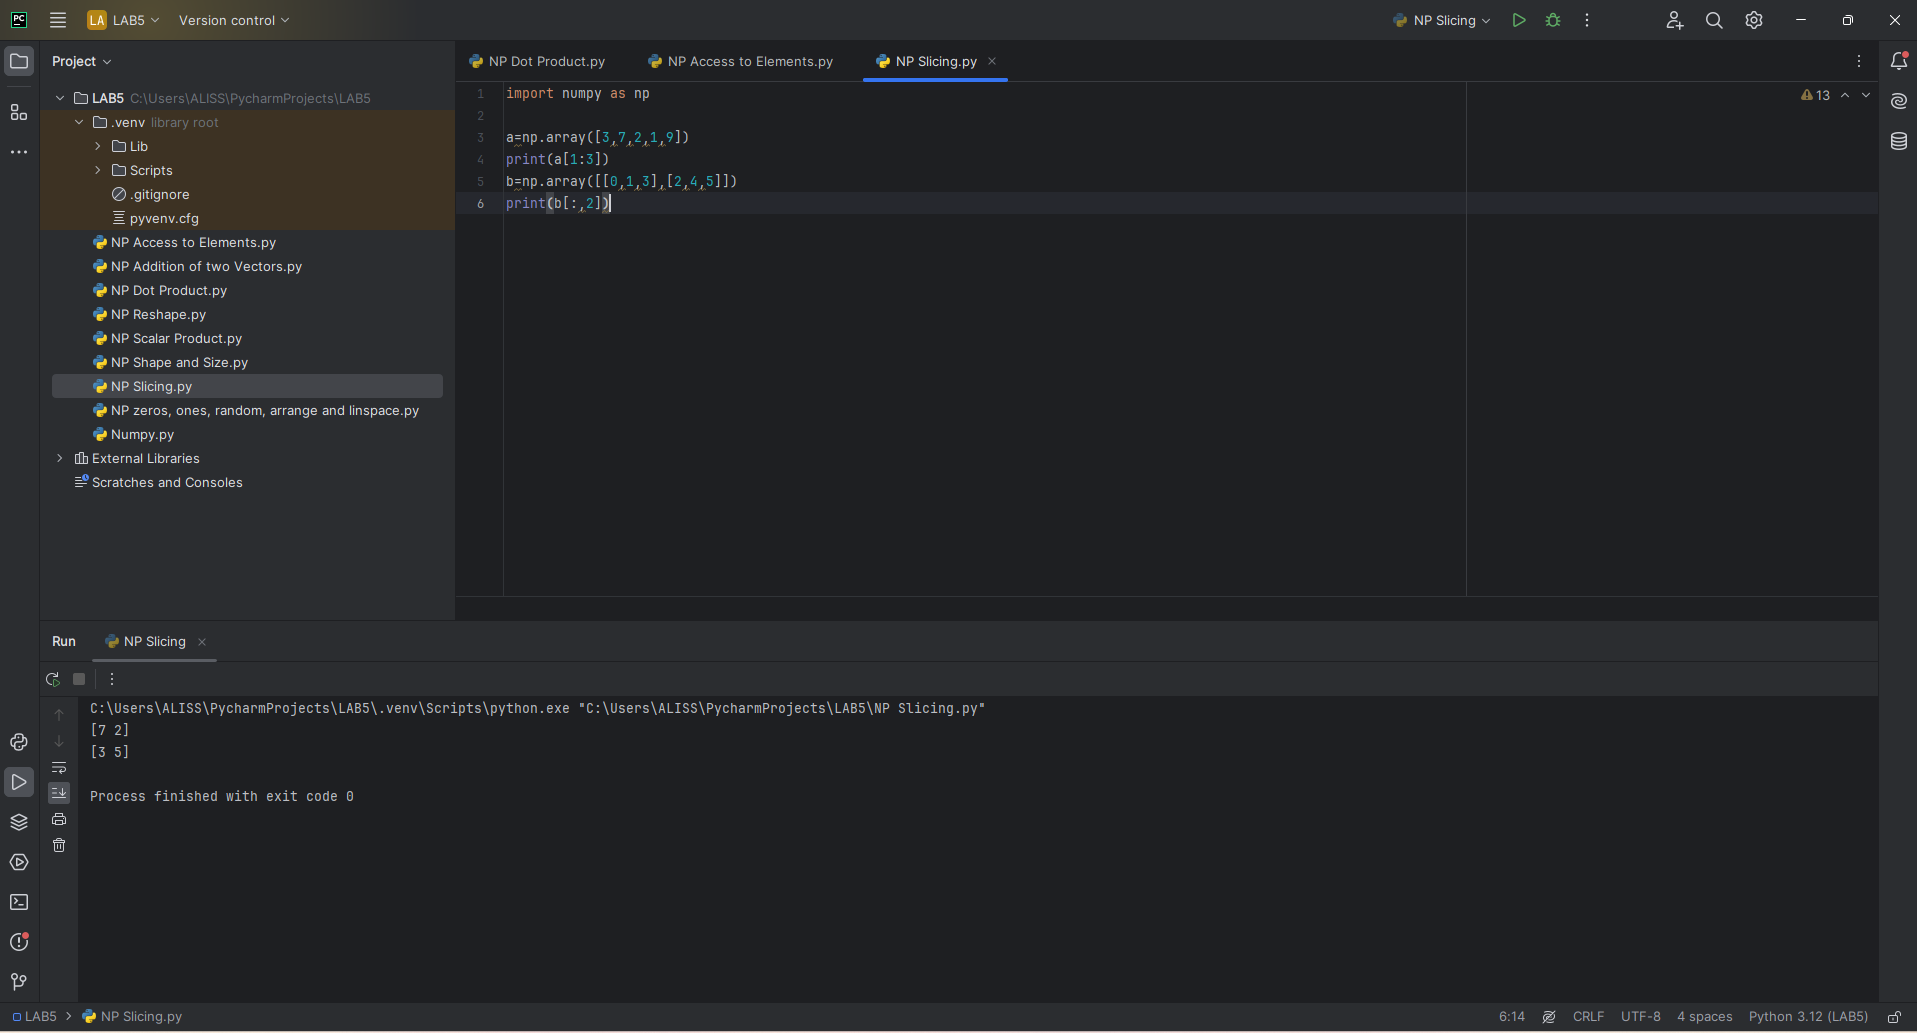 PC LA LAB5 Version control NP Slicing
Project
NP Dot Product.py NP Access to Elements.py NP Slicing.py
LAB5 C:\Users\ALISS\PycharmProjects\LAB5
.venv library root
Lib
Scripts
.gitignore
pyvenv.cfg
NP Access to Elements.py
NP Addition of two Vectors.py
NP Dot Product.py
NP Reshape.py
NP Scalar Product.py
NP Shape and Size.py
NP Slicing.py
NP zeros, ones, random, arrange and linspace.py
Numpy.py
External Libraries
Scratches and Consoles
1 import numpy as np 13
2
3 a=np.array([3,7,2,1,9])
4 print(a[1:3])
5 b=np.array([[0,1,3],[2,4,5]])
6 print(b[:,2])
Run NP Slicing
C:\Users\ALISS\PycharmProjects\LAB5\.venv\Scripts\python.exe "C:\Users\ALISS\PycharmProjects\LAB5\NP Slicing.py"
[7 2]
[3 5]
Process finished with exit code 0
LAB5 NP Slicing.py 6:14 CRLF UTF-8 4 spaces Python 3.12 (LAB5)